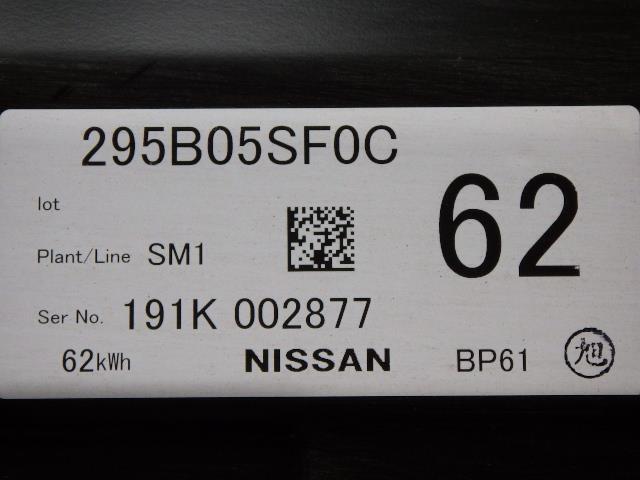 295B05SF0C
lot
62
Plant/Line SM1
Ser No. 191K 002877
62kWh NISSAN BP61 旭